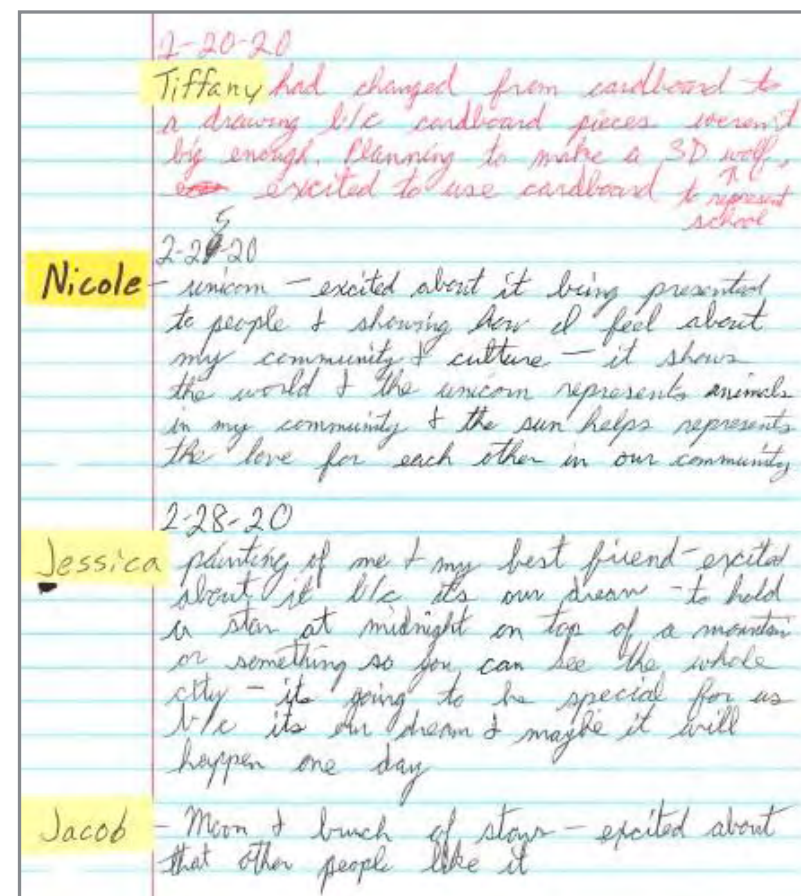 2-20-20
Tiffany had changed from cardboard to
a drawing b/c cardboard pieces weren't
big enough. Planning to make a 3D wolf,
excited to use cardboard to represent
school
2-25-20
Nicole - unicorn - excited about it being presented
to people & showing how I feel about
my community & culture - it shows
the world & the unicorn represents animals
in my community & the sun helps represents
the love for each other in our community
2-28-20
Jessica painting of me & my best friend - excited
about it b/c it's our dream - to hold
a star at midnight on top of a mountain
or something so you can see the whole
city - its going to be special for us
b/c its our dream & maybe it will
happen one day
Jacob - Moon & bunch of stars - excited about
that other people like it